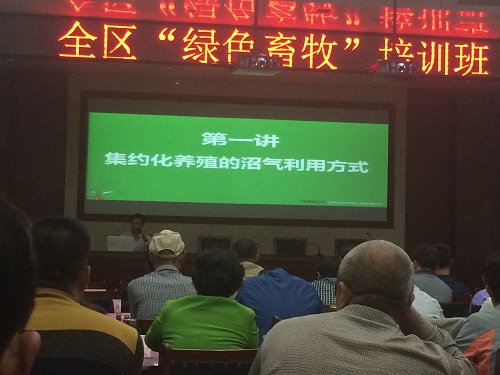 全区“绿色畜牧”培训班
第一讲
集约化养殖的沼气利用方式